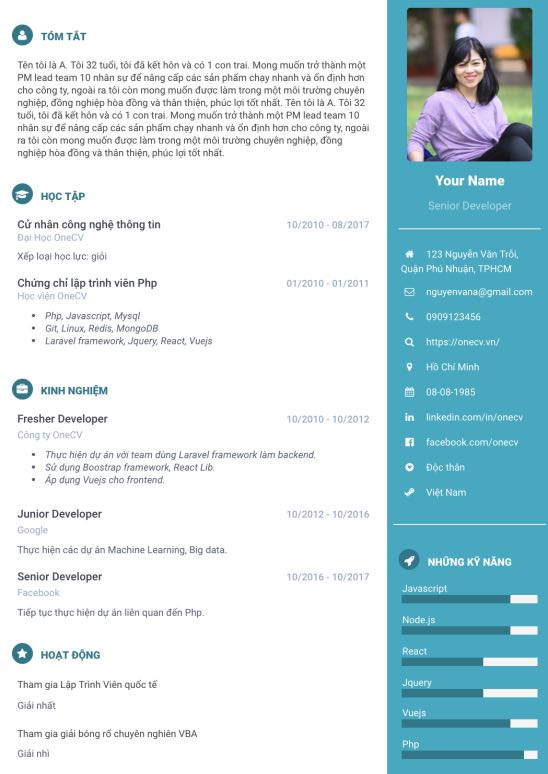 TÓM TẮT
Tên tôi là A. Tôi 32 tuổi, tôi đã kết hôn và có 1 con trai. Mong muốn trở thành một
PM lead team 10 nhân sự để nâng cấp các sản phẩm chạy nhanh và ổn định hơn
cho công ty, ngoài ra tôi còn mong muốn được làm trong một môi trường chuyên
nghiệp, đồng nghiệp hòa đồng và thân thiện, phúc lợi tốt nhất. Tên tôi là A. Tôi 32
tuổi, tôi đã kết hôn và có 1 con trai. Mong muốn trở thành một PM lead team 10
nhân sự để nâng cấp các sản phẩm chạy nhanh và ổn định hơn cho công ty, ngoài
ra tôi còn mong muốn được làm trong một môi trường chuyên nghiệp, đồng
nghiệp hòa đồng và thân thiện, phúc lợi tốt nhất.
HỌC TẬP
Cử nhân công nghệ thông tin 10/2010 - 08/2017
Đại Học OneCV
Xếp loại học lực: giỏi
Chứng chỉ lập trình viên Php 01/2010 - 01/2011
Học viện OneCV
Php, Javascript, Mysql
Git, Linux, Redis, MongoDB
Laravel framework, Jquery, React, Vuejs
KINH NGHIỆM
Fresher Developer 10/2010 - 10/2012
Công ty OneCV
Thực hiện dự án với team dùng Laravel framework làm backend.
Sử dụng Boostrap framework, React Lib.
Áp dụng Vuejs cho frontend.
Junior Developer 10/2012 - 10/2016
Google
Thực hiện các dự án Machine Learning, Big data.
Senior Developer 10/2016 - 10/2017
Facebook
Tiếp tục thực hiện dự án liên quan đến Php.
HOẠT ĐỘNG
Tham gia Lập Trình Viên quốc tế
Giải nhất
Tham gia giải bóng rổ chuyên nghiên VBA
Giải nhì
Your Name
Senior Developer
123 Nguyễn Văn Trỗi,
Quận Phú Nhuận, TPHCM
nguyenvana@gmail.com
0909123456
https://onecv.vn/
Hồ Chí Minh
08-08-1985
linkedin.com/in/onecv
facebook.com/onecv
Độc thân
Việt Nam
NHỮNG KỸ NĂNG
Javascript
Node.js
React
Jquery
Vuejs
Php